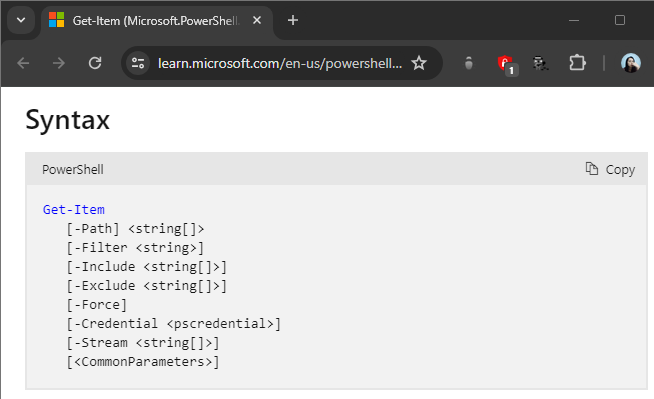 Get-Item (Microsoft.PowerShell
learn.microsoft.com/en-us/powershell...
1
Syntax
PowerShell
Copy
Get-Item
[-Path] <string[]>
[-Filter <string>]
[-Include <string[]>]
[-Exclude <string[]>]
[-Force]
[-Credential <pscredential>]
[-Stream <string[]>]
[<CommonParameters>]